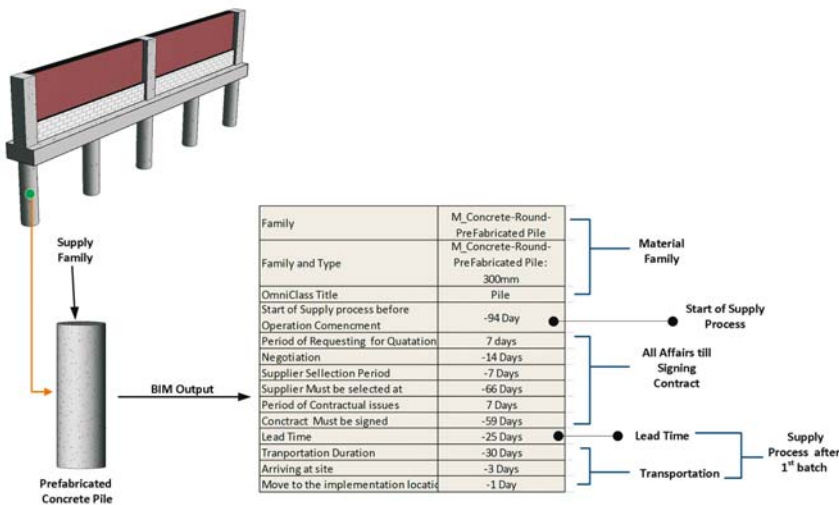 Supply
Family
Prefabricated
Concrete Pile
BIM Output
Family
M_Concrete-Round-
PreFabricated Pile
Family and Type
M_Concrete-Round-
PreFabricated Pile:
300mm
OmniClass Title
Pile
Start of Supply process before
Operation Comencment
-94 Day
Period of Requesting for Quatation
7 days
Negotiation
-14 Days
Supplier Sellection Period
-7 Days
Supplier Must be selected at
-66 Days
Period of Contractual issues
7 Days
Conctract Must be signed
-59 Days
Lead Time
-25 Days
Tranportation Duration
-30 Days
Arriving at site
-3 Days
Move to the implementation locatio
-1 Day
Material
Family
Start of Supply
Process
All Affairs till
Signing
Contract
Lead Time
Transportation
Supply
Process after
1st batch